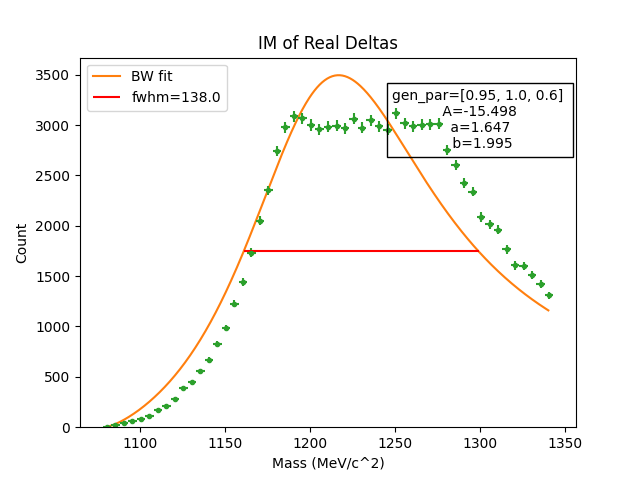 IM of Real Deltas
BW fit
fwhm=138.0
gen_par=[0.95, 1.0, 0.6]
A=-15.498
a=1.647
b=1.995
3500
3000
2500
2000
1500
1000
500
0
Count
1100
1150
1200
1250
1300
1350
Mass (MeV/c^2)